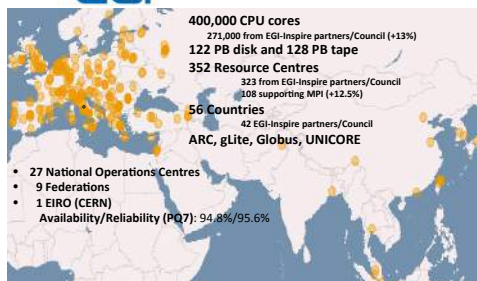 400,000 CPU cores
271,000 from EGI-Inspire partners/Council (+13%)
122 PB disk and 128 PB tape
352 Resource Centres
323 from EGI-Inspire partners/Council
108 supporting MPI (+12.5%)
56 Countries
42 EGI-Inspire partners/Council
ARC, gLite, Globus, UNICORE
• 27 National Operations Centres
• 9 Federations
• 1 EIRO (CERN)
Availability/Reliability (PQ7): 94.8%/95.6%